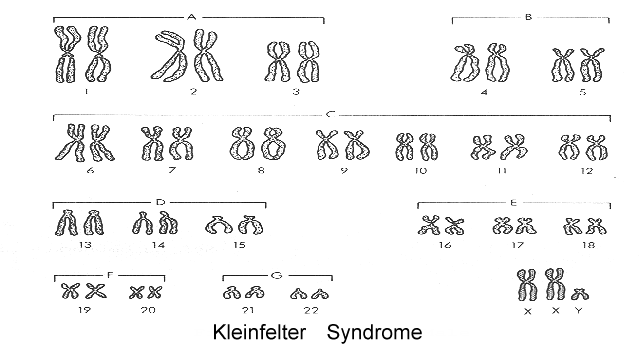 A B
1 2 3 4 5
C
6 7 8 9 10 11 12
D E
13 14 15 16 17 18
F G
19 20 21 22 X X Y
Kleinfelter Syndrome